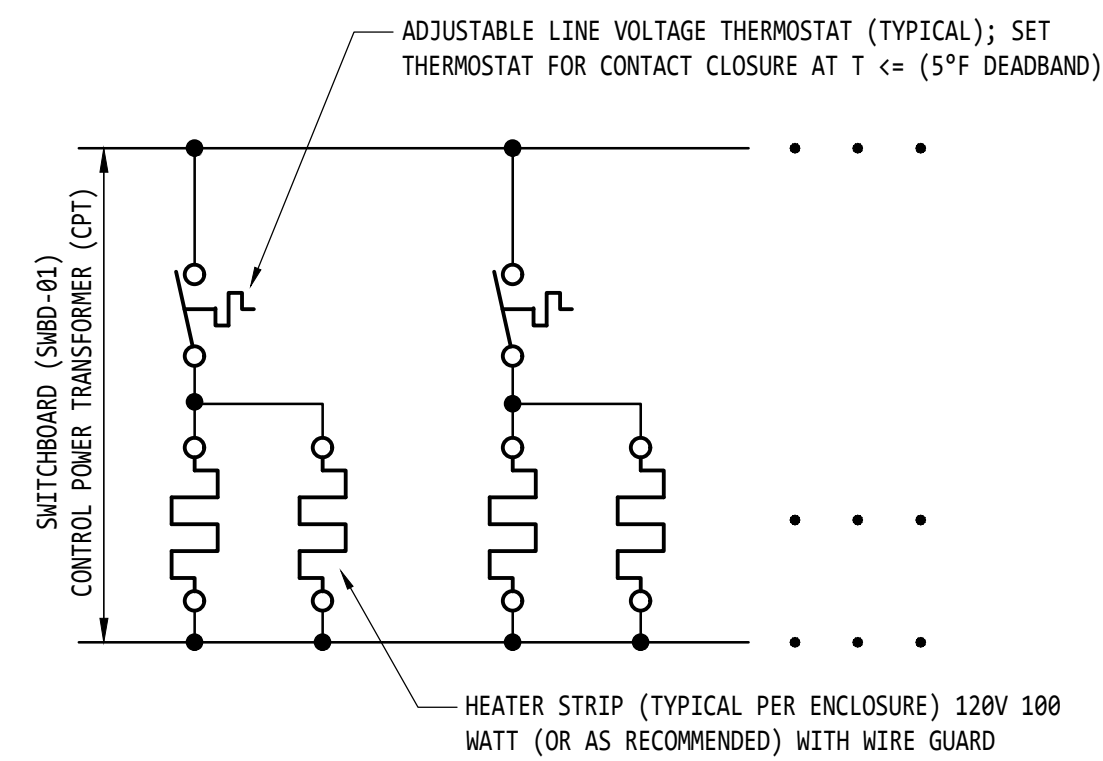 ADJUSTABLE LINE VOLTAGE THERMOSTAT (TYPICAL); SET
THERMOSTAT FOR CONTACT CLOSURE AT T <= (5°F DEADBAND)
SWITCHBOARD (SWBD-01)
CONTROL POWER TRANSFORMER (CPT)
HEATER STRIP (TYPICAL PER ENCLOSURE) 120V 100
WATT (OR AS RECOMMENDED) WITH WIRE GUARD